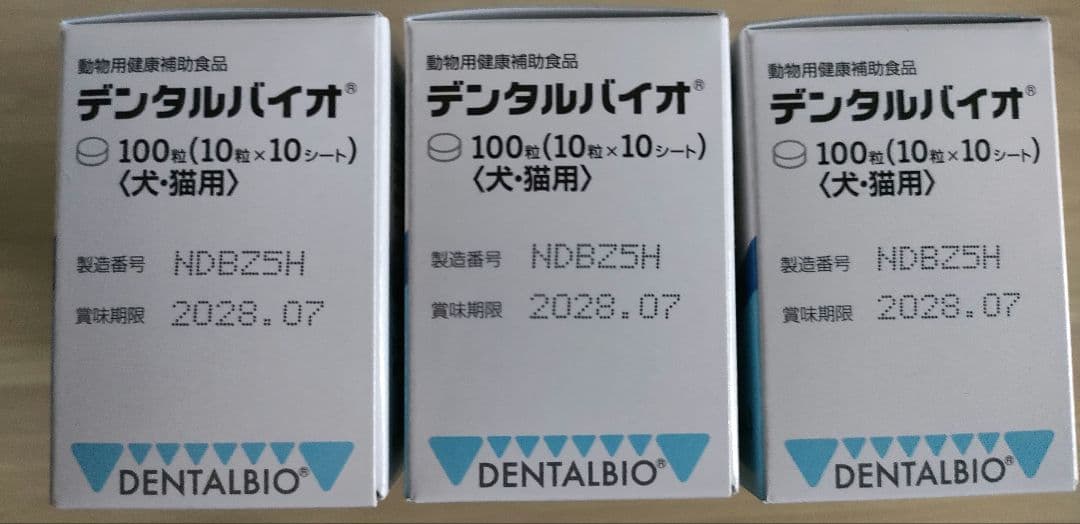 動物用健康補助食品
デンタルバイオ®
100粒(10粒×10シート)
〈犬・猫用〉
製造番号 NDBZ5H
賞味期限 2028.07
DENTALBIO®
動物用健康補助食品
デンタルバイオ®
100粒(10粒×10シート)
〈犬・猫用〉
製造番号 NDBZ5H
賞味期限 2028.07
DENTALBIO®
動物用健康補助食品
デンタルバイオ®
100粒(10粒×10シート)
〈犬・猫用〉
製造番号 NDBZ5H
賞味期限 2028.07
DENTALBIO®